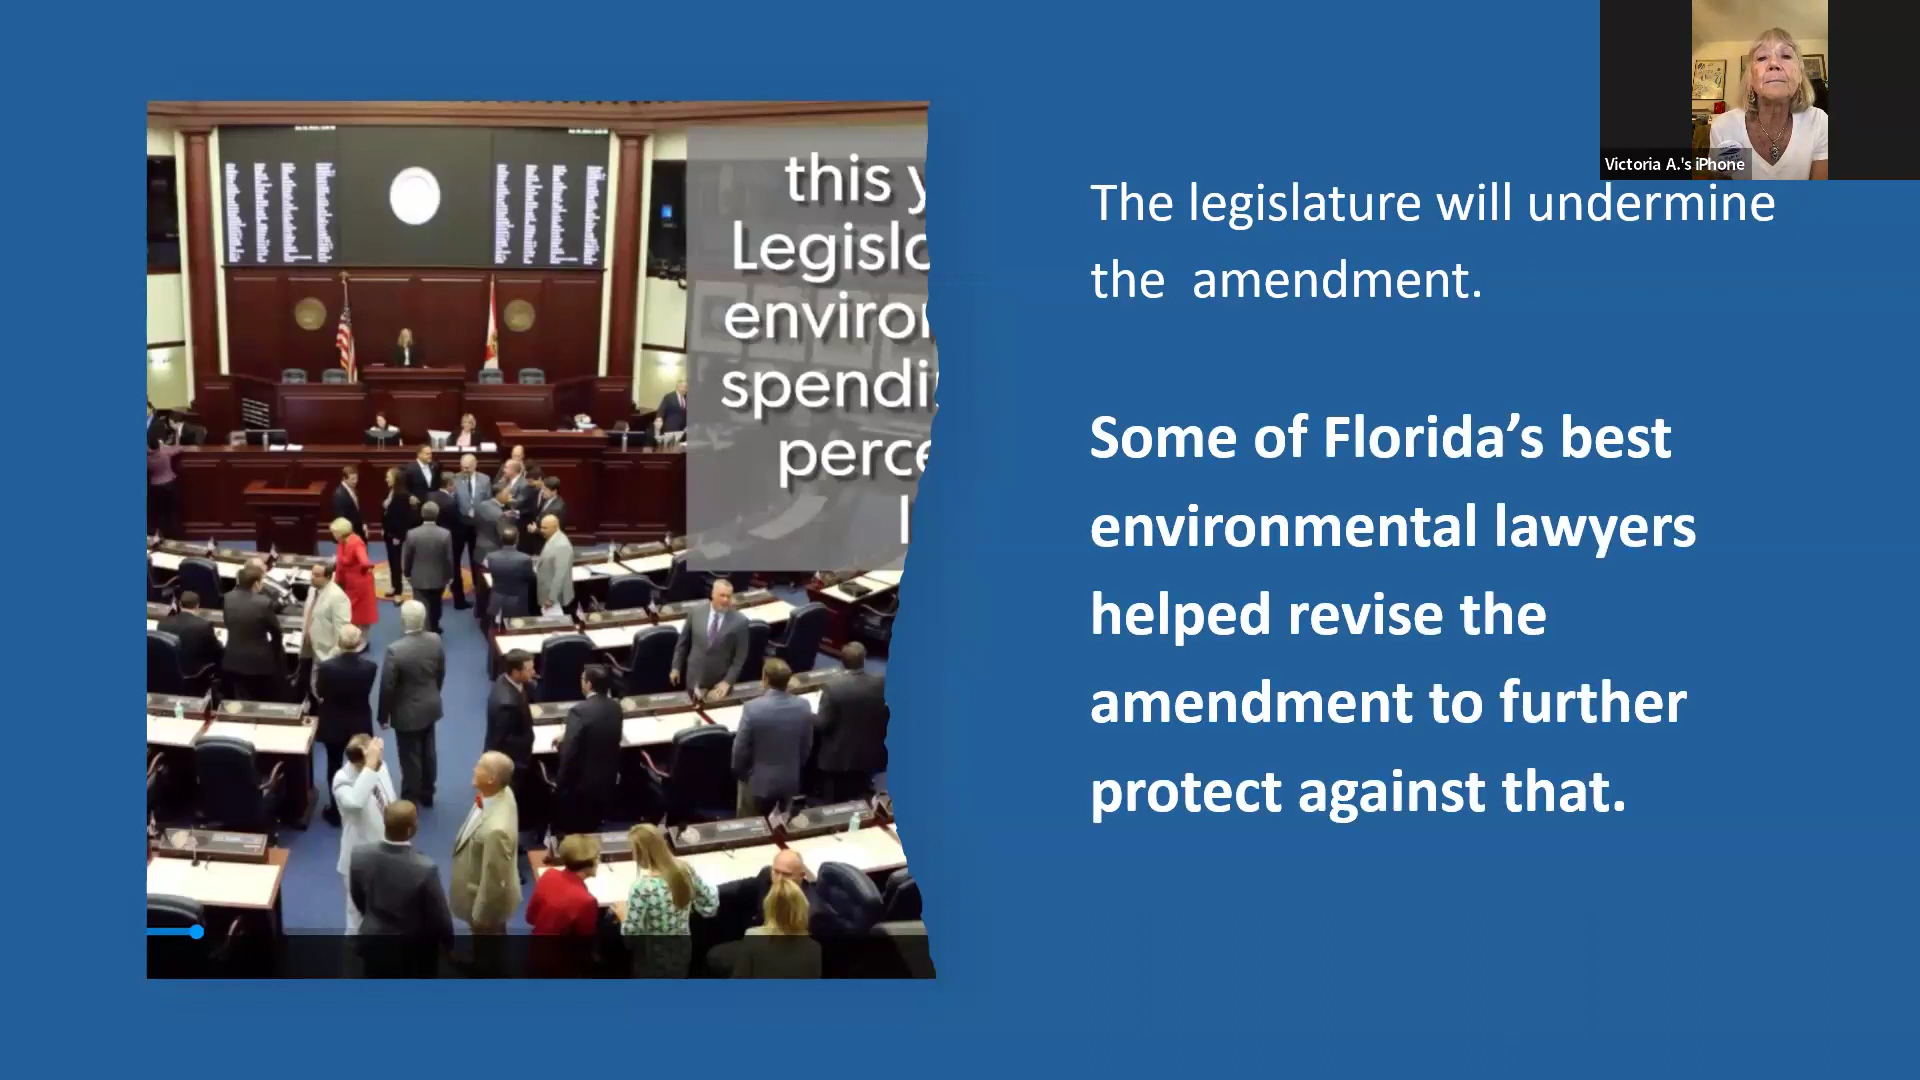 this y
Legisl
enviro
spendi
perce
Victoria A.'s iPhone
The legislature will undermine
the amendment.
Some of Florida’s best
environmental lawyers
helped revise the
amendment to further
protect against that.